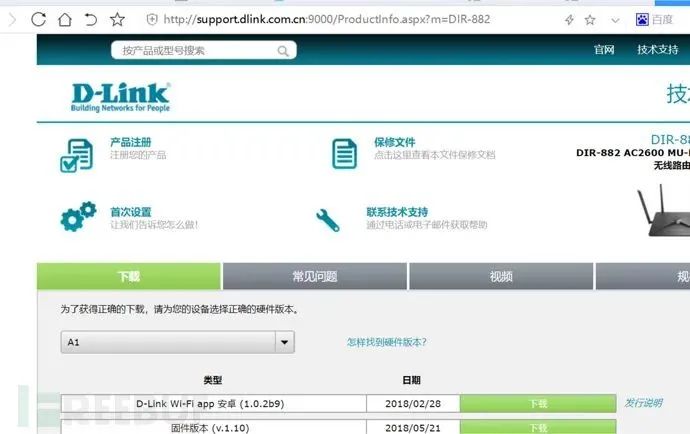 http://support.dlink.com.cn:9000/ProductInfo.aspx?m=DIR-882
百度
按产品或型号搜索
官网 技术支持
D-Link
Building Networks for People
产品注册
注册您的产品
保修文件
点击这里查看本文件保修文档
DIR-88
DIR-882 AC2600 MU-
无线路由
首次设置
让我们告诉您怎么做!
联系技术支持
通过电话或电子邮件获取帮助
下载 常见问题 视频
为了获得正确的下载，请为您的设备选择正确的硬件版本。
A1 怎样找到硬件版本?
类型 日期
D-Link Wi-Fi app 安卓 (1.0.2b9) 2018/02/28 下载 发行说明
固件版本 (v.1.10) 2018/05/21 下载
REEBUF